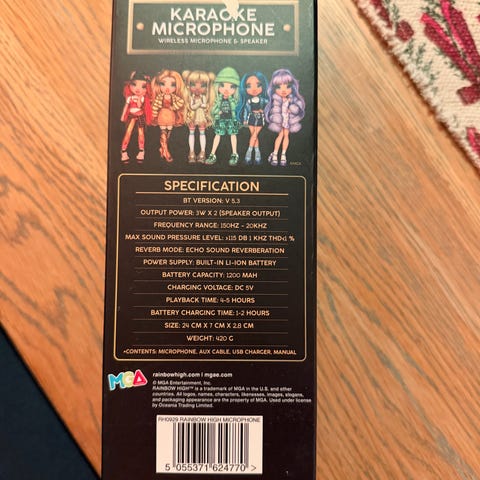 KARAOKE
MICROPHONE
WIRELESS MICROPHONE & SPEAKER
SPECIFICATION
BT VERSION: V 5.3
OUTPUT POWER: 3W X 2 (SPEAKER OUTPUT)
FREQUENCY RANGE: 150HZ - 20KHZ
MAX SOUND PRESSURE LEVEL: >115 DB 1 KHZ THD<1 %
REVERB MODE: ECHO SOUND REVERBERATION
POWER SUPPLY: BUILT-IN LI-ION BATTERY
BATTERY CAPACITY: 1200 MAH
CHARGING VOLTAGE: DC 5V
PLAYBACK TIME: 4-5 HOURS
BATTERY CHARGING TIME: 1-2 HOURS
SIZE: 24 CM X 7 CM X 2.8 CM
WEIGHT: 420 G
*CONTENTS: MICROPHONE, AUX CABLE, USB CHARGER, MANUAL
MGA
rainbowhigh.com | mgae.com
© MGA Entertainment, Inc.
RAINBOW HIGH™ is a trademark of MGA in the U.S. and other
countries. All logos, names, characters, likenesses, images, slogans,
and packaging appearance are the property of MGA. Used under license
by Oceania Trading Limited.
RH0929 RAINBOW HIGH MICROPHONE
5 055371 624770 >